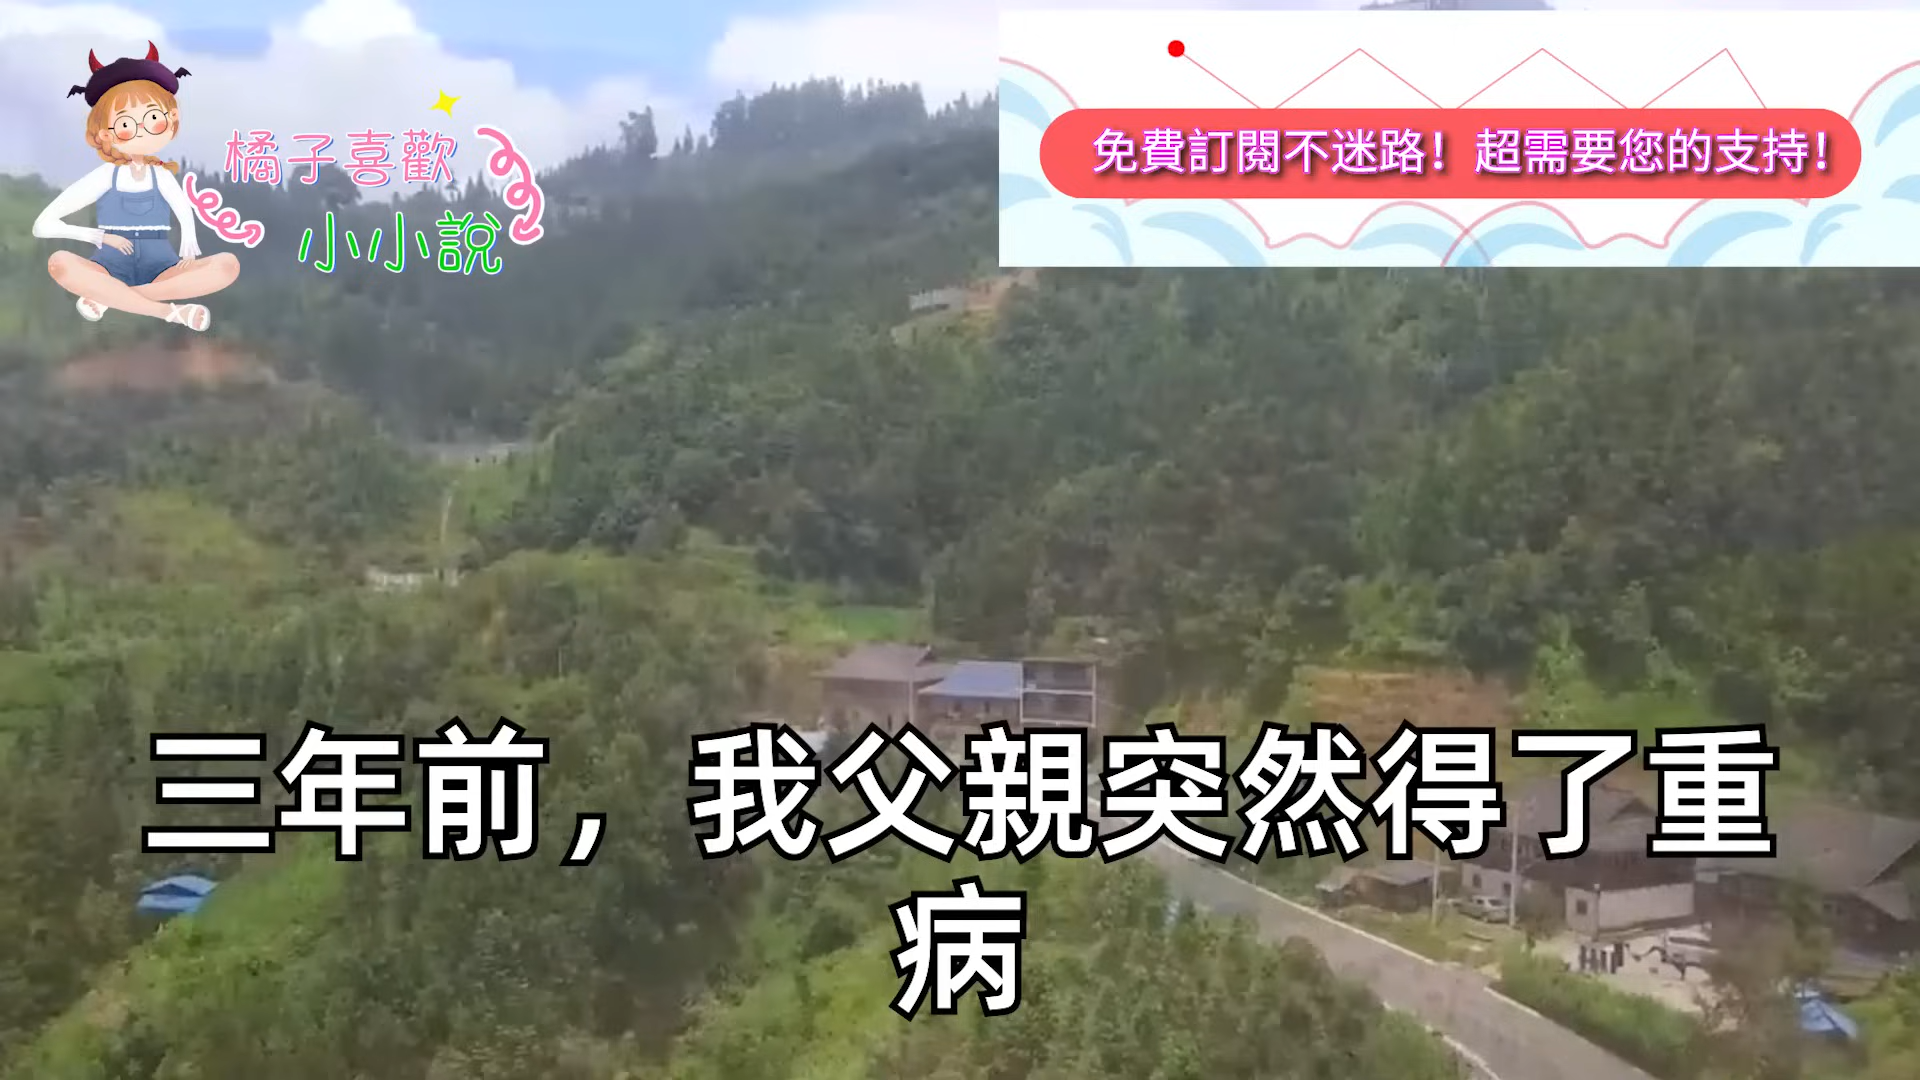 橘子喜歡
小小說
免費訂閱不迷路！超需要您的支持！
三年前，我父親突然得了重
病